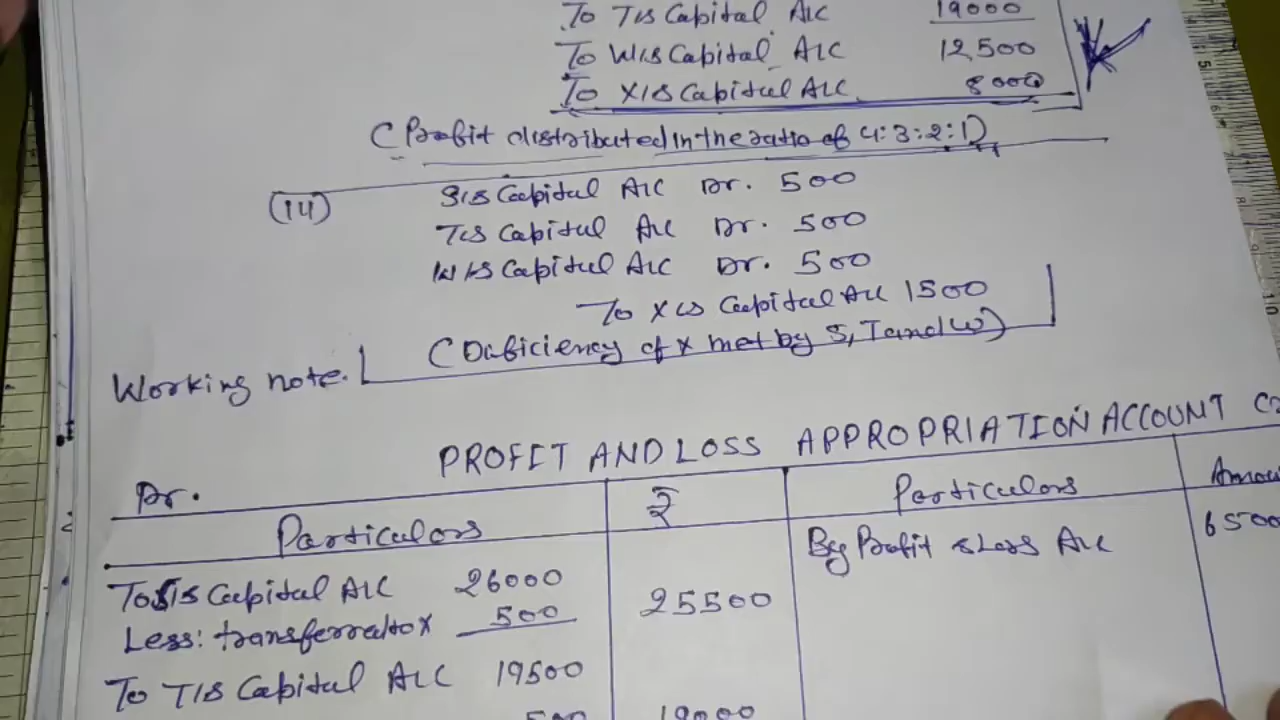 To T's Capital A/C 19000
To W's Capital A/C 12,500
To X's Capital A/C 8000
(Profit distributed in the ratio of 4:3:2:1)
(14) S's Capital A/C Dr. 500
T's Capital A/C Dr. 500
W's Capital A/C Dr. 500
To X's Capital A/C 1500
(Deficiency of X met by S, T and W)
Working note.
PROFIT AND LOSS APPROPRIATION ACCOUNT
Dr.
Particulars ₹ Particulars
To S's Capital A/C 26000 By Profit & Loss A/C 6500
Less: transferred to X 500 25500
To T's Capital A/C 19500
500 19000